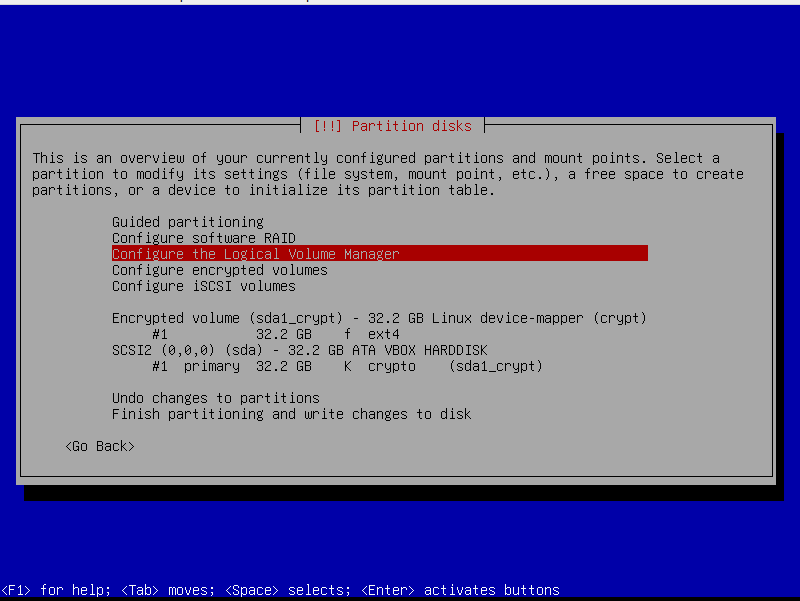 [!!] Partition disks
This is an overview of your currently configured partitions and mount points. Select a
partition to modify its settings (file system, mount point, etc.), a free space to create
partitions, or a device to initialize its partition table.
Guided partitioning
Configure software RAID
Configure the Logical Volume Manager
Configure encrypted volumes
Configure iSCSI volumes
Encrypted volume (sda1_crypt) - 32.2 GB Linux device-mapper (crypt)
#1 32.2 GB f ext4
SCSI2 (0,0,0) (sda) - 32.2 GB ATA VBOX HARDDISK
#1 primary 32.2 GB K crypto (sda1_crypt)
Undo changes to partitions
Finish partitioning and write changes to disk
<Go Back>
<F1> for help; <Tab> moves; <Space> selects; <Enter> activates buttons